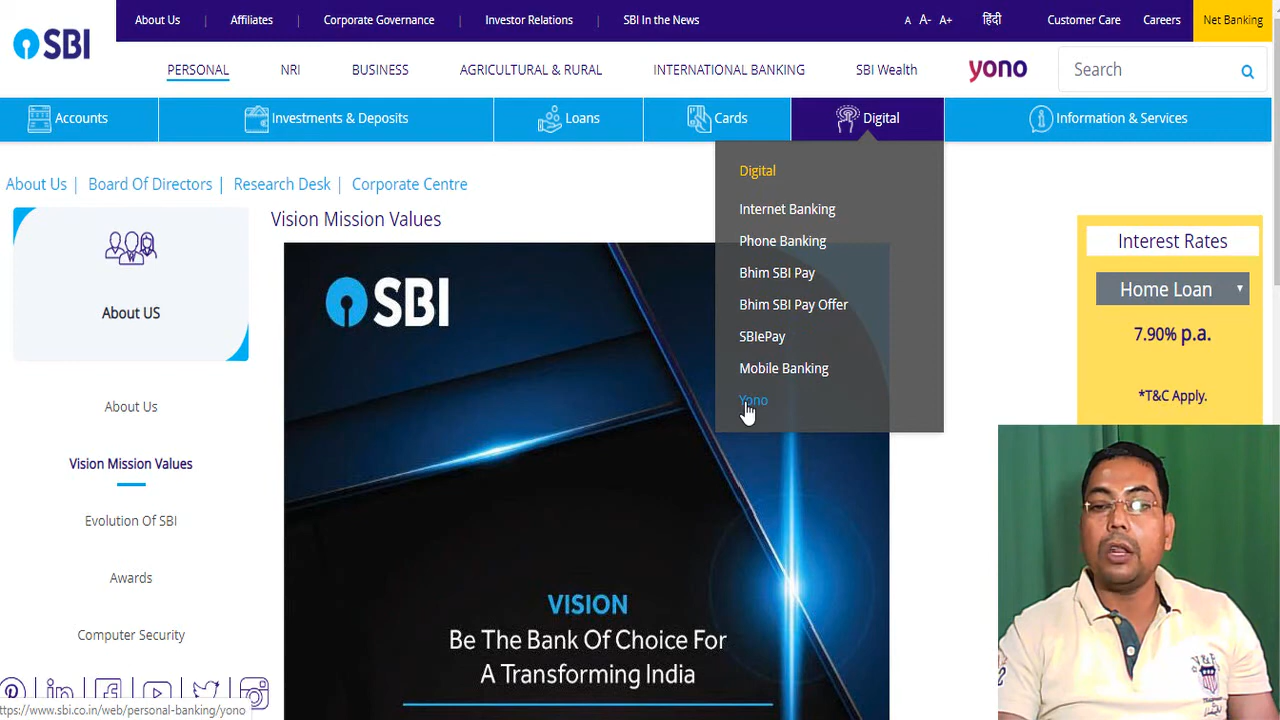 About Us | Affiliates | Corporate Governance | Investor Relations | SBI In the News
A A- A+ हिंदी Customer Care Careers Net Banking
SBI
PERSONAL NRI BUSINESS AGRICULTURAL & RURAL INTERNATIONAL BANKING SBI Wealth yono Search
Accounts Investments & Deposits Loans Cards Digital Information & Services
Digital
Internet Banking
Phone Banking
Bhim SBI Pay
Bhim SBI Pay Offer
SBIePay
Mobile Banking
Yono
About Us | Board Of Directors | Research Desk | Corporate Centre
About US
About Us
Vision Mission Values
Evolution Of SBI
Awards
Computer Security
Vision Mission Values
SBI
VISION
Be The Bank Of Choice For
A Transforming India
Interest Rates
Home Loan
7.90% p.a.
*T&C Apply.
ttps://www.sbi.co.in/web/personal-banking/yono